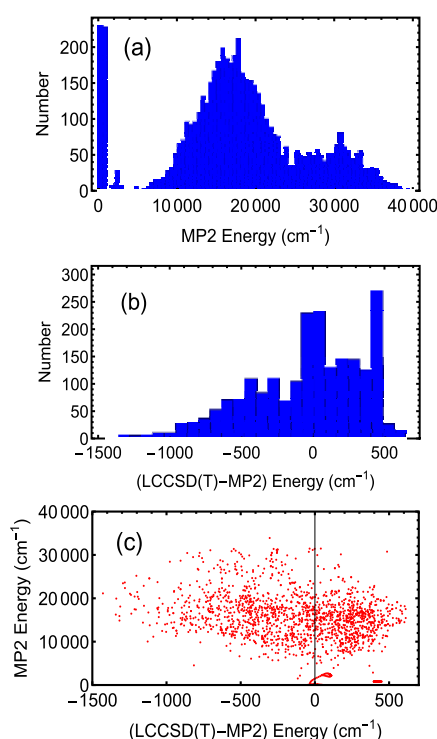 (a)
200
150
100
50
0
Number
0 10 000 20 000 30 000 40 000
MP2 Energy (cm−1)
(b)
300
250
200
150
100
50
0
Number
−1500 −1000 −500 0 500
(LCCSD(T)−MP2) Energy (cm−1)
(c)
40 000
30 000
20 000
10 000
0
MP2 Energy (cm−1)
−1500 −1000 −500 0 500
(LCCSD(T)−MP2) Energy (cm−1)